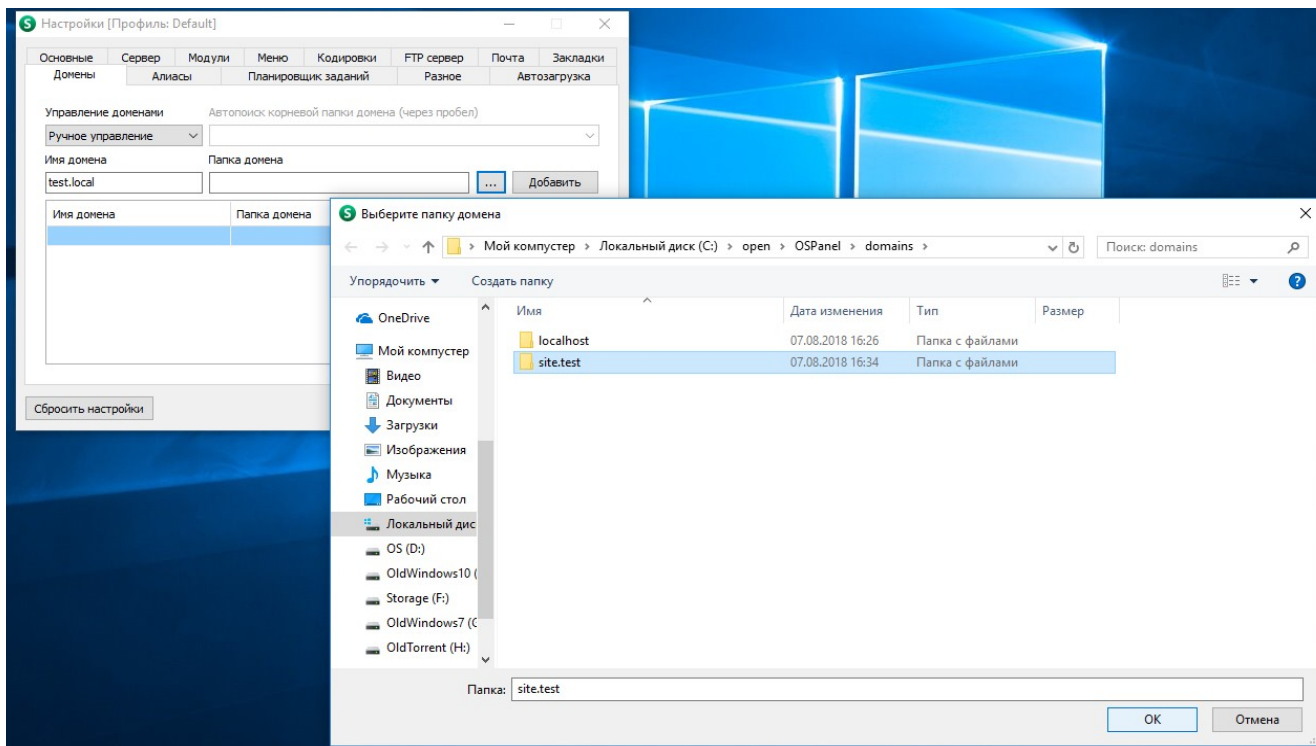 Настройки [Профиль: Default]
Основные Сервер Модули Меню Кодировки FTP сервер Почта Закладки
Домены Алиасы Планировщик заданий Разное Автозагрузка
Управление доменами Автопоиск корневой папки домена (через пробел)
Ручное управление
Имя домена Папка домена
test.local ... Добавить
Имя домена Папка домена
Сбросить настройки
Выберите папку домена
Мой компустер › Локальный диск (C:) › open › OSPanel › domains ›
Поиск: domains
Упорядочить Создать папку
Имя Дата изменения Тип Размер
localhost 07.08.2018 16:26 Папка с файлами
site.test 07.08.2018 16:34 Папка с файлами
OneDrive
Мой компустер
Видео
Документы
Загрузки
Изображения
Музыка
Рабочий стол
Локальный дис
OS (D:)
OldWindows10 (
Storage (F:)
OldWindows7 (G
OldTorrent (H:)
Папка: site.test
OK Отмена